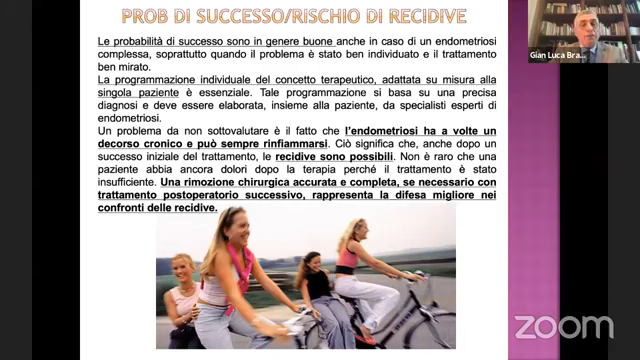 PROB DI SUCCESSO/RISCHIO DI RECIDIVE
Le probabilità di successo sono in genere buone anche in caso di un endometriosi
complessa, soprattutto quando il problema è stato ben individuato e il trattamento
ben mirato.
La programmazione individuale del concetto terapeutico, adattata su misura alla
singola paziente è essenziale. Tale programmazione si basa su una precisa
diagnosi e deve essere elaborata, insieme alla paziente, da specialisti esperti di
endometriosi.
Un problema da non sottovalutare è il fatto che l'endometriosi ha a volte un
decorso cronico e può sempre rinfiammarsi. Ciò significa che, anche dopo un
successo iniziale del trattamento, le recidive sono possibili. Non è raro che una
paziente abbia ancora dolori dopo la terapia perché il trattamento è stato
insufficiente. Una rimozione chirurgica accurata e completa, se necessario con
trattamento postoperatorio successivo, rappresenta la difesa migliore nei
confronti delle recidive.
Gian Luca Bra...
zoom